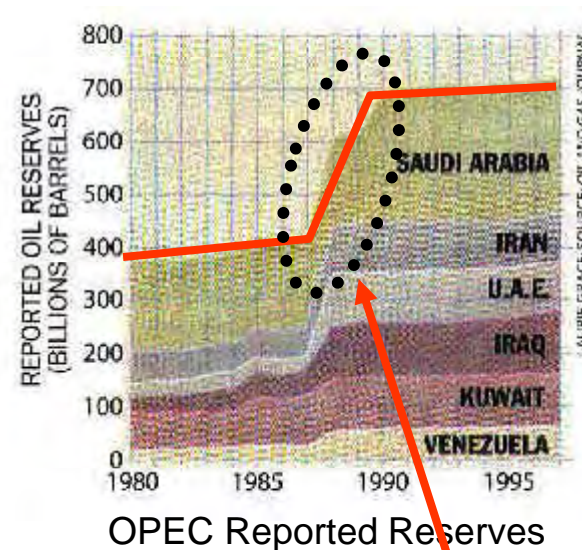 800
700
600
500
400
300
200
100
0
REPORTED OIL RESERVES
(BILLIONS OF BARRELS)
SAUDI ARABIA
IRAN
U.A.E.
IRAQ
KUWAIT
VENEZUELA
1980
1985
1990
1995
OPEC Reported Reserves